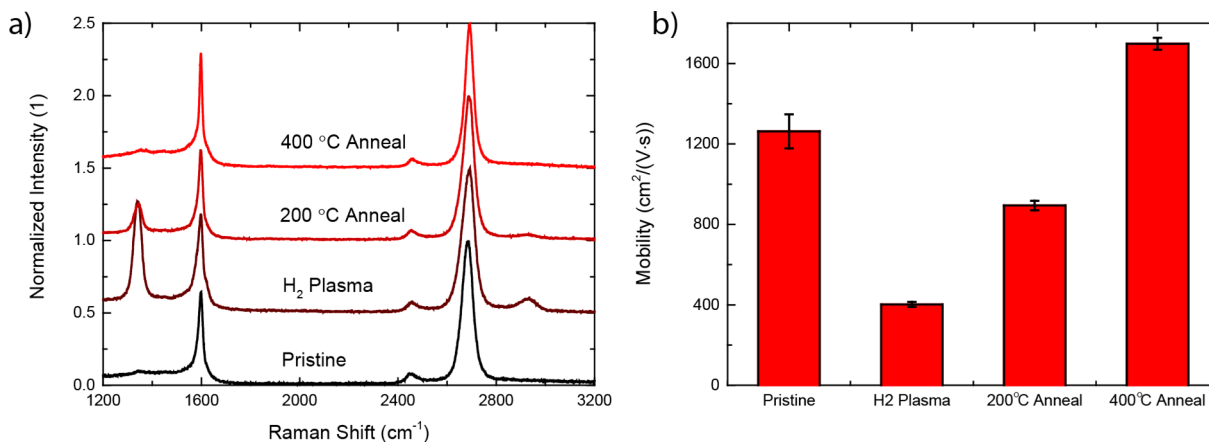 a)
Normalized Intensity (1)
2.5
2.0
1.5
1.0
0.5
0.0
400 °C Anneal
200 °C Anneal
H2 Plasma
Pristine
1200 1600 2000 2400 2800 3200
Raman Shift (cm-1)
b)
Mobility (cm2/(V·s))
1600
1200
800
400
0
Pristine H2 Plasma 200°C Anneal 400°C Anneal